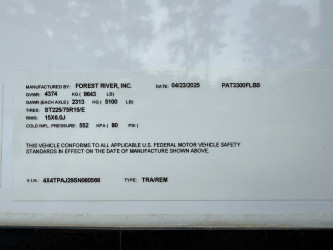 MANUFACTURED BY: FOREST RIVER, INC. DATE: 04/23/2025 PAT3300FLBS
GVWR: 4374 KG ( 9643 LB)
GAWR (EACH AXLE): 2313 KG ( 5100 LB)
TIRES: ST225/75R15/E
RIMS: 15X6.0J
COLD INFL. PRESSURE: 552 KPA ( 80 PSI )
THIS VEHICLE CONFORMS TO ALL APPLICABLE U.S. FEDERAL MOTOR VEHICLE SAFETY
STANDARDS IN EFFECT ON THE DATE OF MANUFACTURE SHOWN ABOVE.
V.I.N.: 4X4TPAJ29SN060566 TYPE: TRA/REM